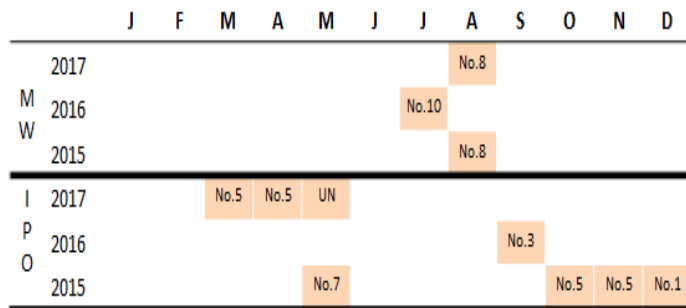 J F M A M J J A S O N D
2017 No.8
M
2016 No.10
W
2015 No.8
I 2017 No.5 No.5 UN
P
2016 No.3
O
2015 No.7 No.5 No.5 No.1